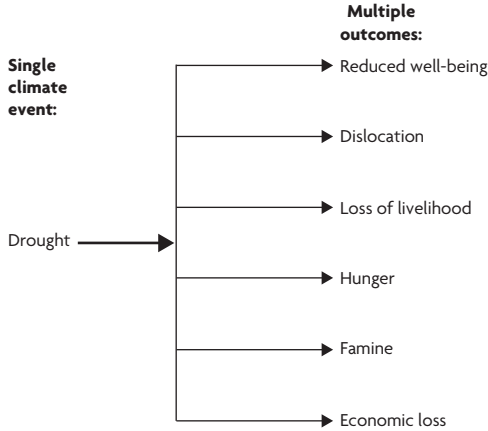 Multiple
outcomes:
Single
climate
event:
Reduced well-being
Dislocation
Loss of livelihood
Drought
Hunger
Famine
Economic loss